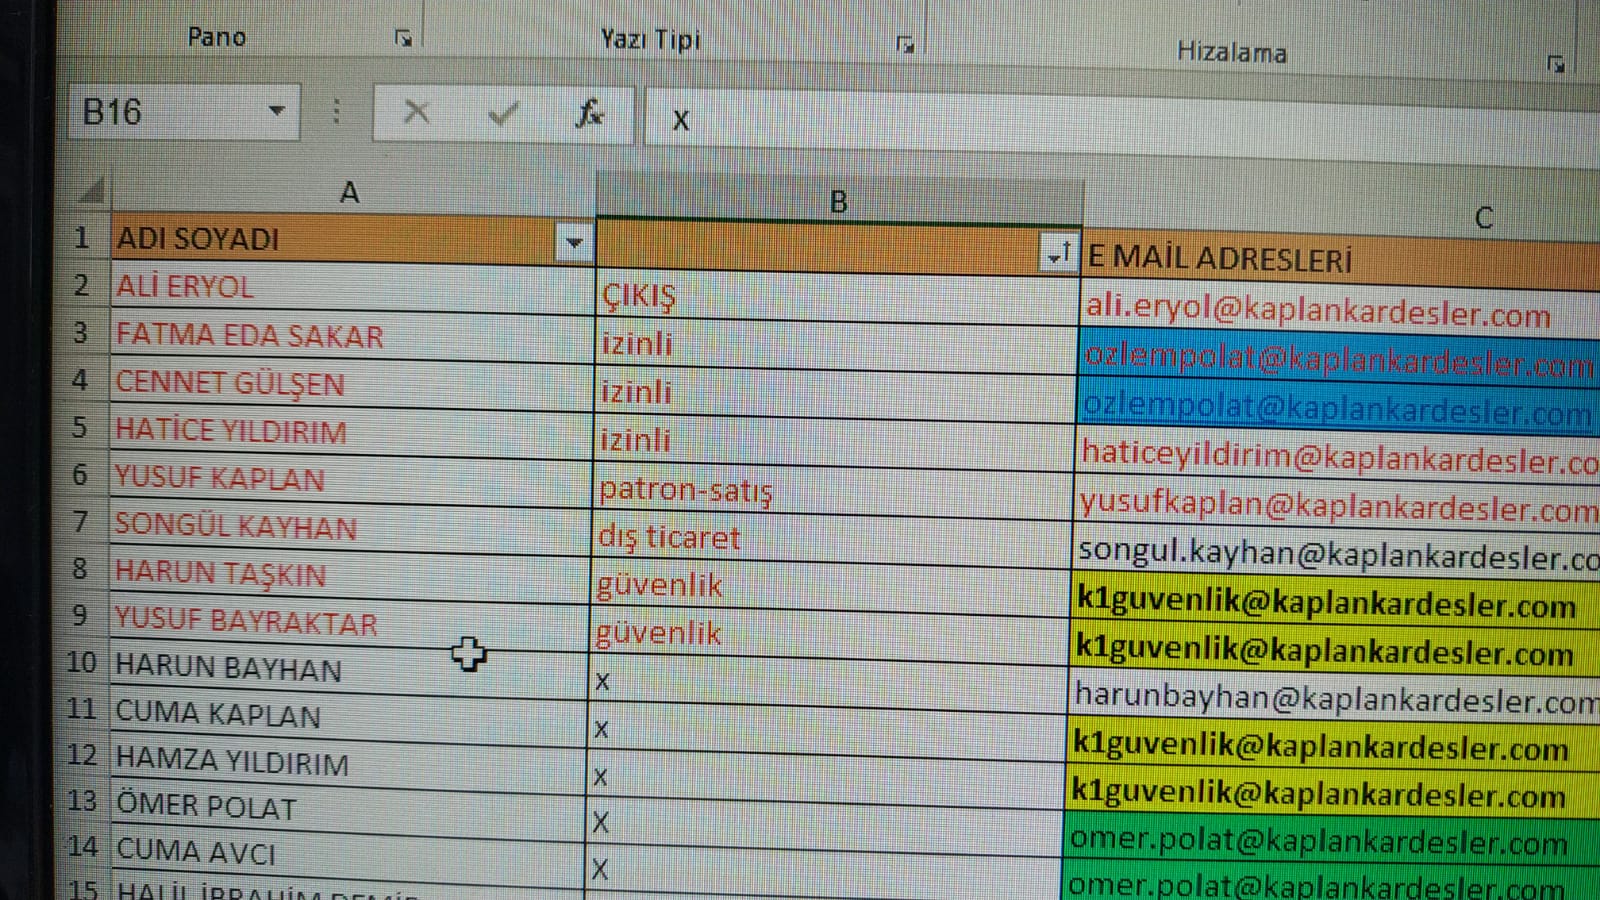 Pano Yazı Tipi Hizalama
B16 fx x
A B C
1 ADI SOYADI E MAİL ADRESLERİ
2 ALİ ERYOL ÇIKIŞ ali.eryol@kaplankardesler.com
3 FATMA EDA SAKAR izinli ozlempolat@kaplankardesler.com
4 CENNET GÜLŞEN izinli ozlempolat@kaplankardesler.com
5 HATİCE YILDIRIM izinli haticeyildirim@kaplankardesler.co
6 YUSUF KAPLAN patron-satış yusufkaplan@kaplankardesler.com
7 SONGÜL KAYHAN dış ticaret songul.kayhan@kaplankardesler.co
8 HARUN TAŞKIN güvenlik k1guvenlik@kaplankardesler.com
9 YUSUF BAYRAKTAR güvenlik k1guvenlik@kaplankardesler.com
10 HARUN BAYHAN x harunbayhan@kaplankardesler.com
11 CUMA KAPLAN x k1guvenlik@kaplankardesler.com
12 HAMZA YILDIRIM x k1guvenlik@kaplankardesler.com
13 ÖMER POLAT X omer.polat@kaplankardesler.com
14 CUMA AVCI X omer.polat@kaplankardesler.com
15 HALİL İBRAHİM